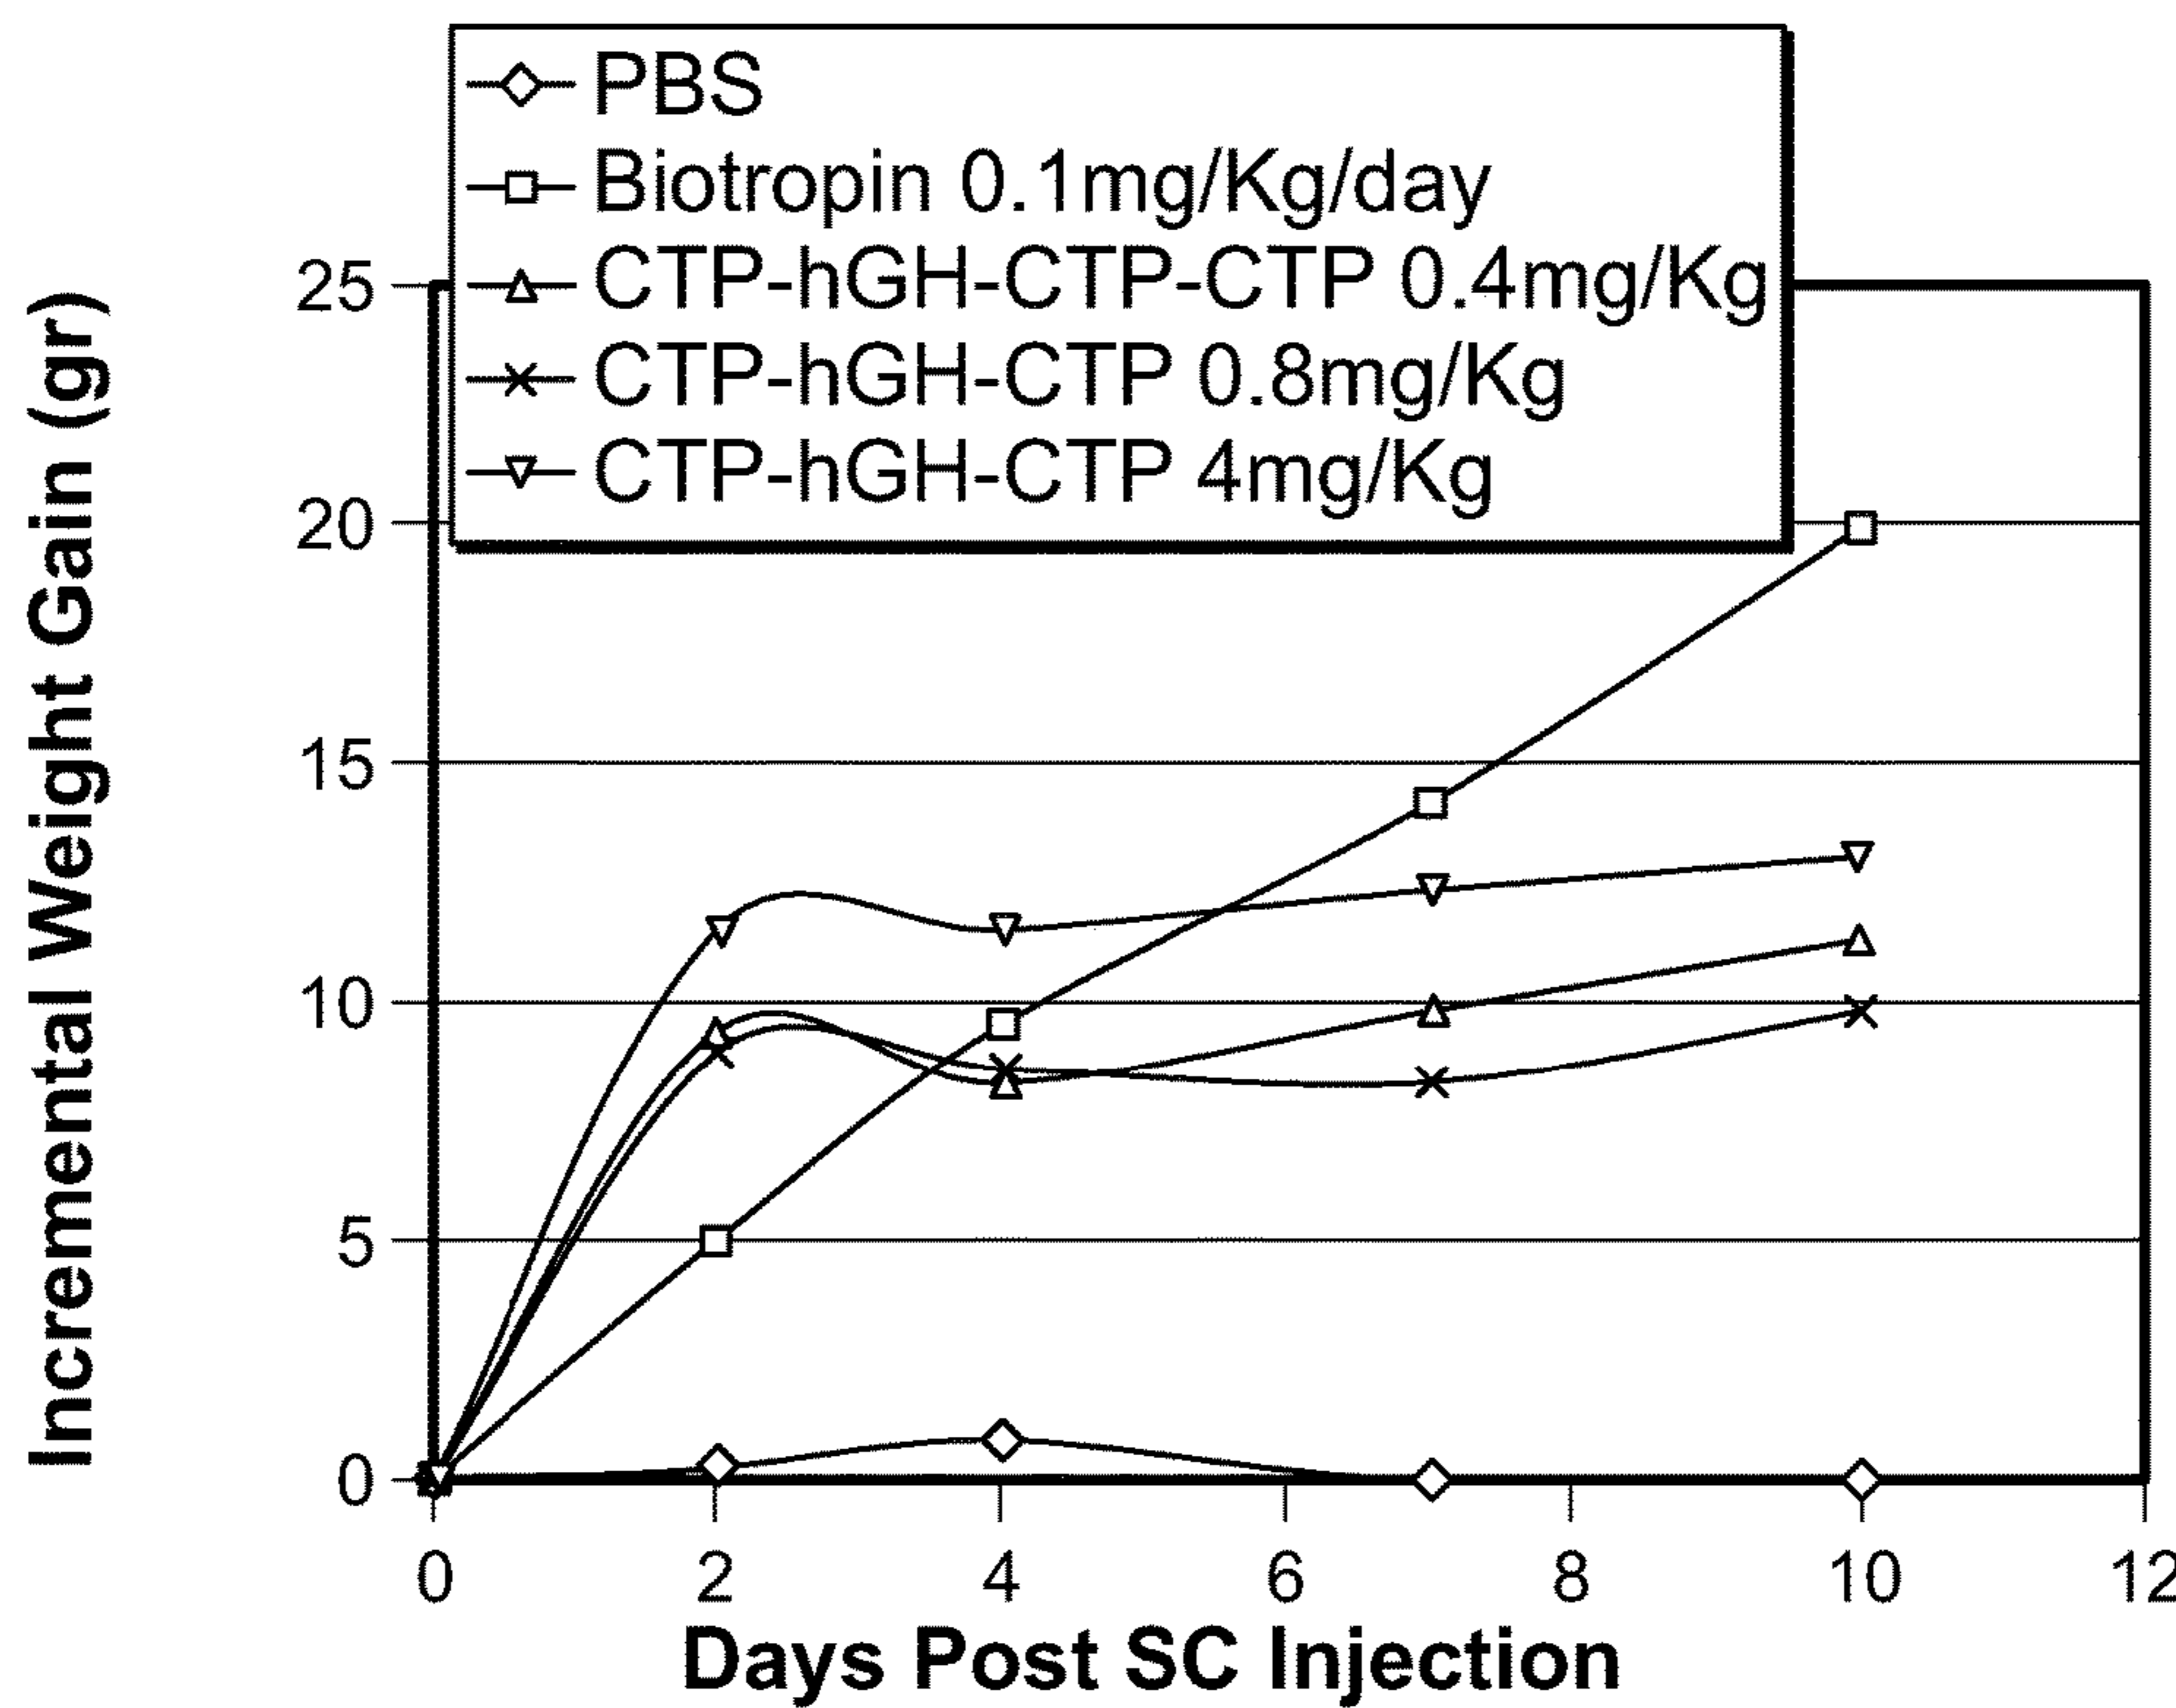 PBS
Biotropin 0.1mg/Kg/day
CTP-hGH-CTP-CTP 0.4mg/Kg
CTP-hGH-CTP 0.8mg/Kg
CTP-hGH-CTP 4mg/Kg
Incremental Weight Gain (gr)
25
20
15
10
5
0
0 2 4 6 8 10 12
Days Post SC Injection